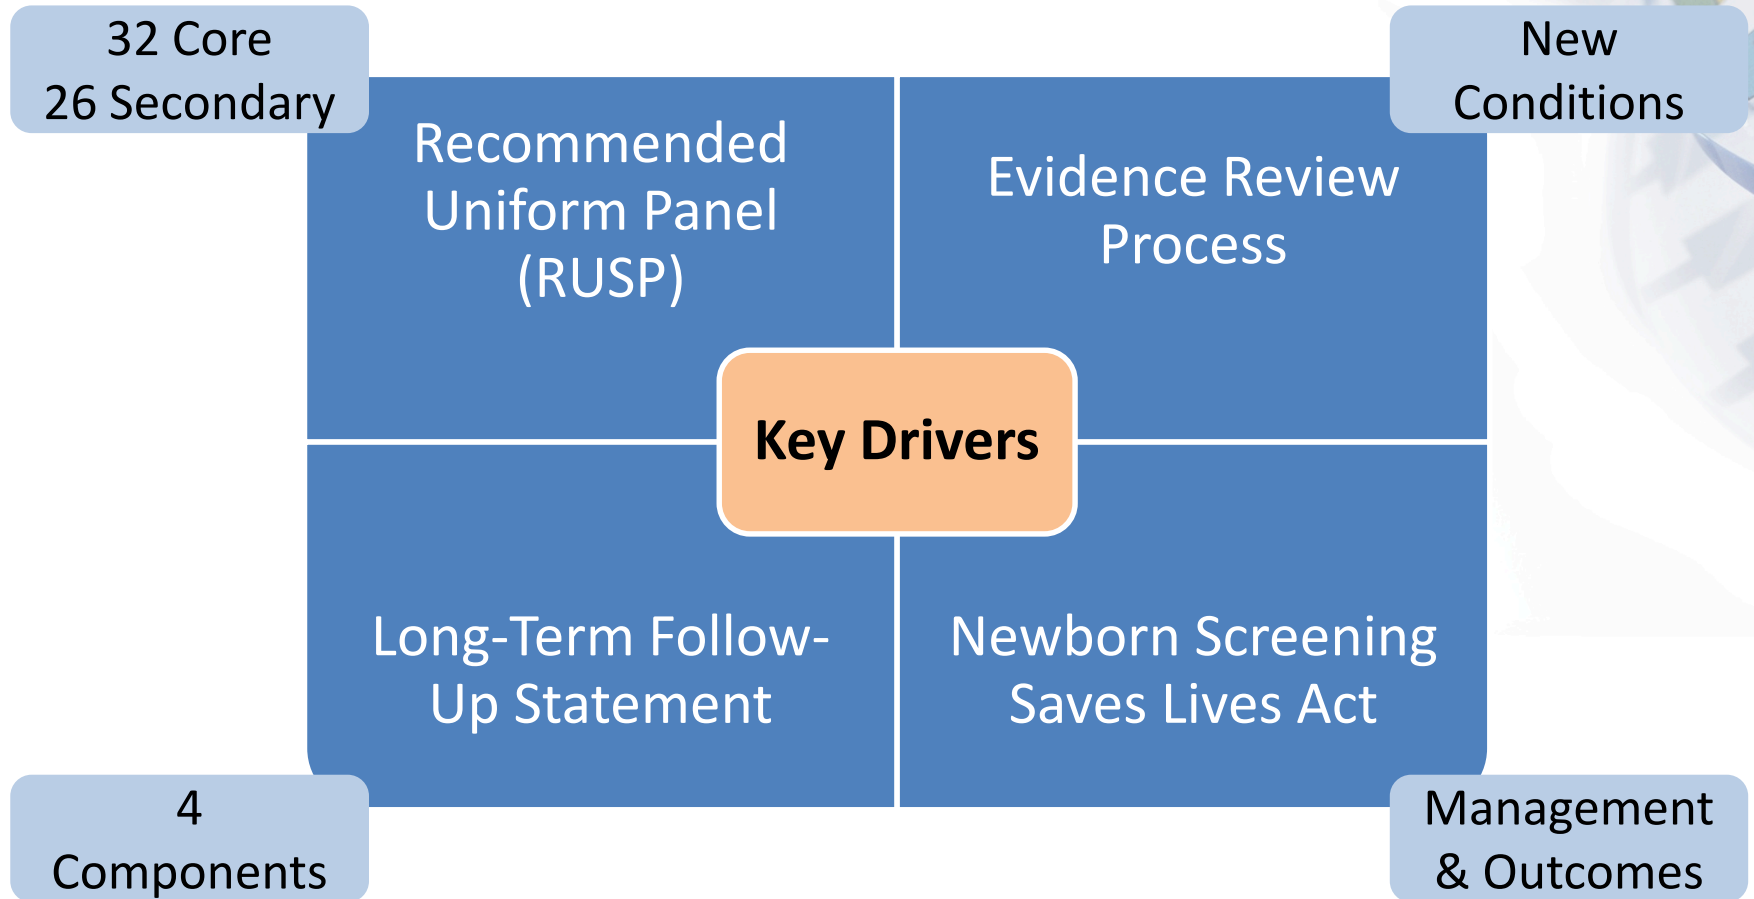 32 Core
26 Secondary
New
Conditions
Recommended
Uniform Panel
(RUSP)
Evidence Review
Process
Key Drivers
Long-Term Follow-
Up Statement
Newborn Screening
Saves Lives Act
4
Components
Management
& Outcomes